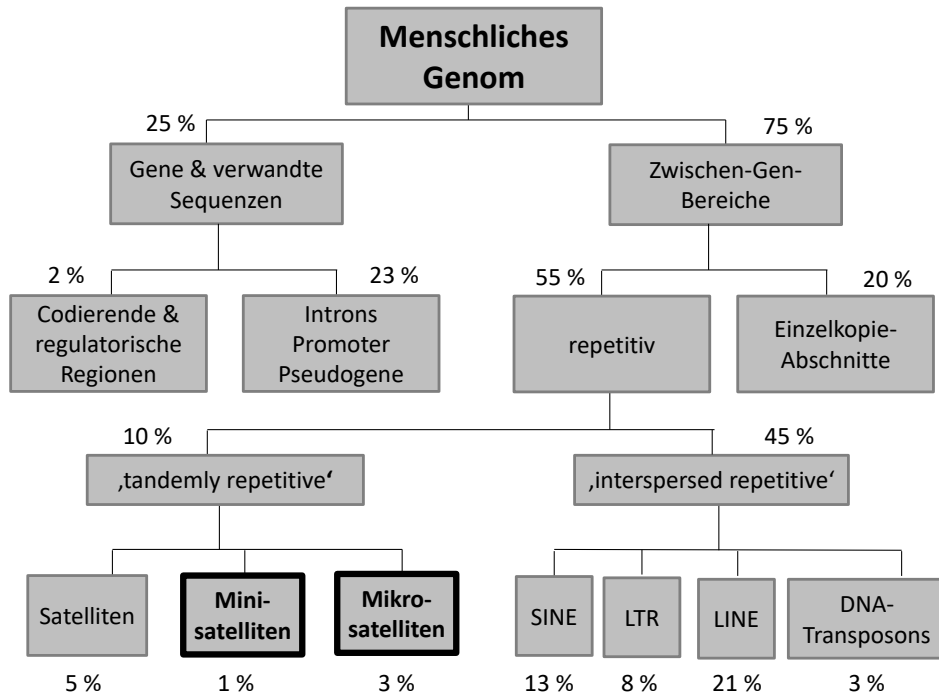 Menschliches
Genom
25 %
75 %
Gene & verwandte
Sequenzen
Zwischen-Gen-
Bereiche
2 %
23 %
55 %
20 %
Codierende &
regulatorische
Regionen
Introns
Promoter
Pseudogene
repetitiv
Einzelkopie-
Abschnitte
10 %
45 %
‚tandemly repetitive‘
‚interspersed repetitive‘
Satelliten
Mini-
satelliten
Mikro-
satelliten
SINE
LTR
LINE
DNA-
Transposons
5 %
1 %
3 %
13 %
8 %
21 %
3 %